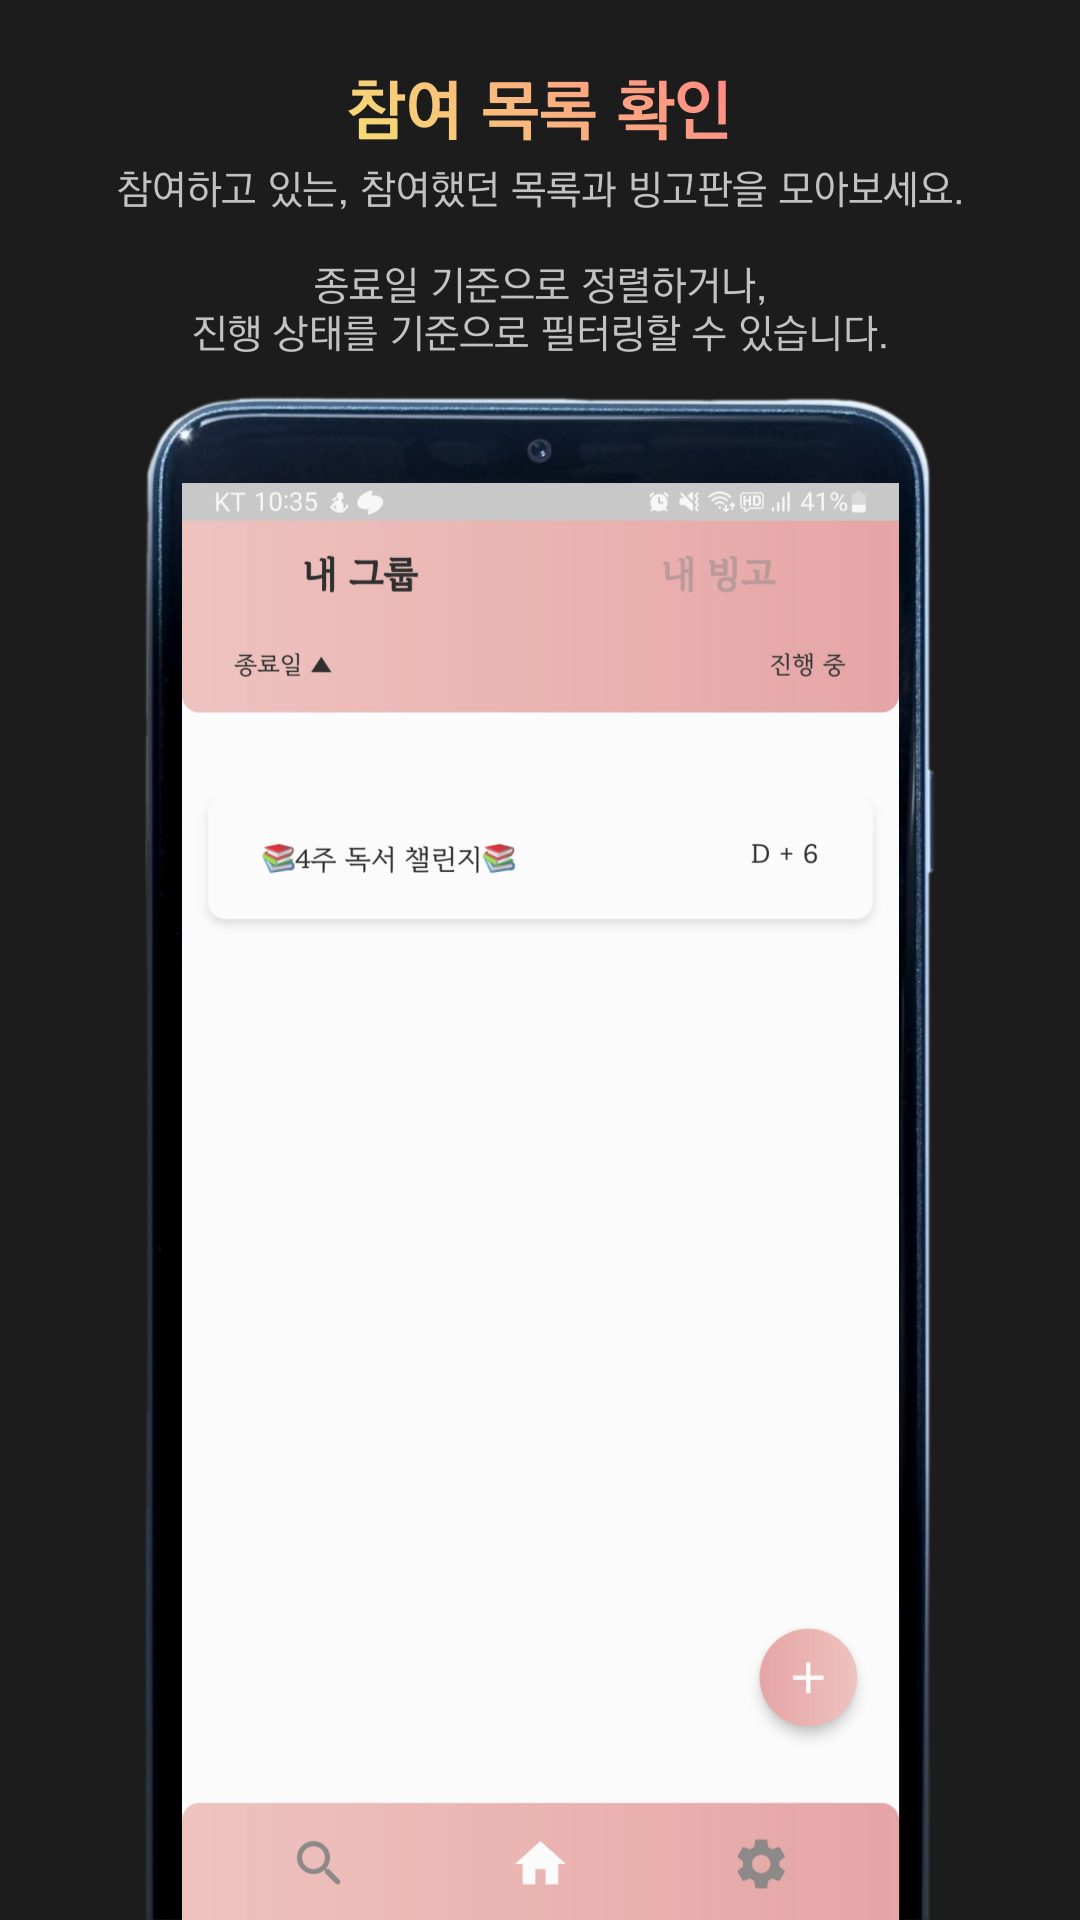 참여 목록 확인
참여하고 있는, 참여했던 목록과 빙고판을 모아보세요.
종료일 기준으로 정렬하거나,
진행 상태를 기준으로 필터링할 수 있습니다.
KT 10:35 HD 41%
내 그룹 내 빙고
종료일 ▲ 진행 중
📚4주 독서 챌린지📚 D + 6